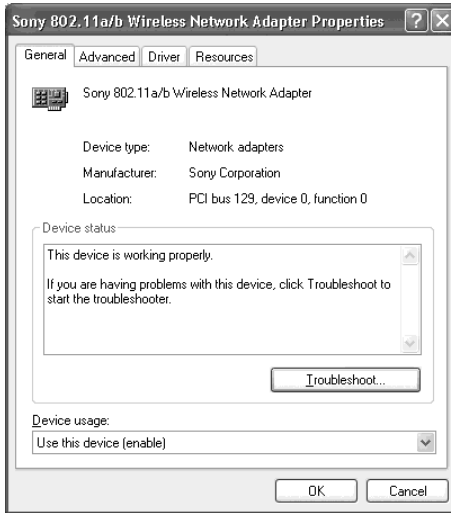 Sony 802.11a/b Wireless Network Adapter Properties ? X
General Advanced Driver Resources
Sony 802.11a/b Wireless Network Adapter
Device type: Network adapters
Manufacturer: Sony Corporation
Location: PCI bus 129, device 0, function 0
Device status
This device is working properly.
If you are having problems with this device, click Troubleshoot to
start the troubleshooter.
Troubleshoot...
Device usage:
Use this device (enable)
OK Cancel